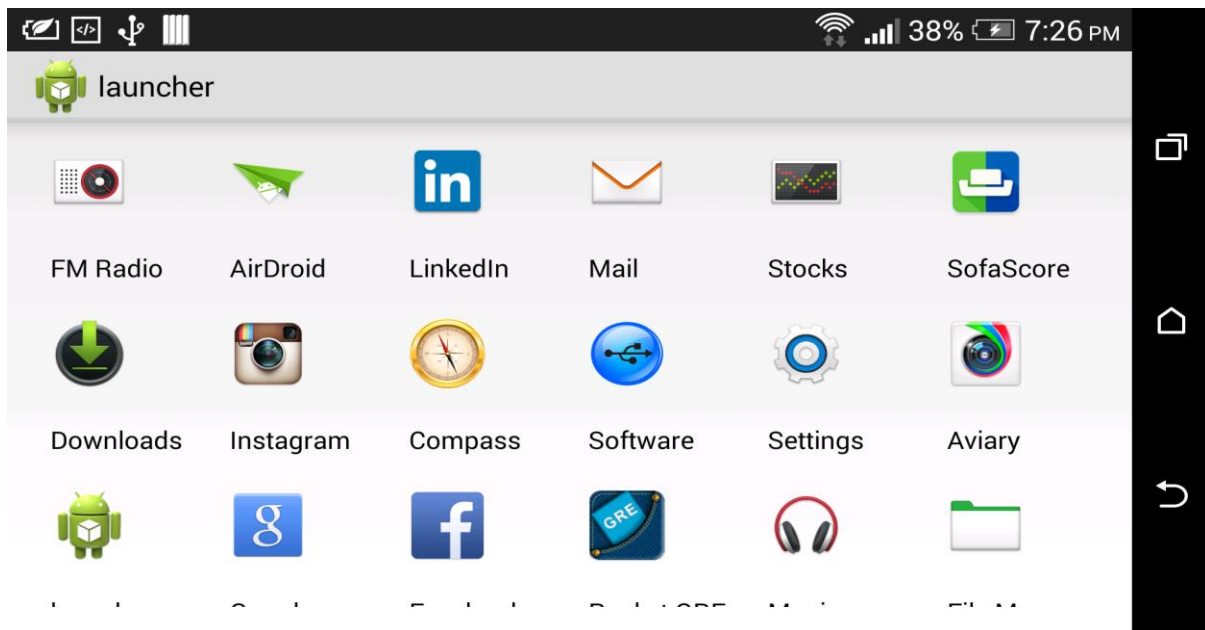 38% 7:26 PM
launcher
in
FM Radio AirDroid LinkedIn Mail Stocks SofaScore
Downloads Instagram Compass Software Settings Aviary
g f GRE